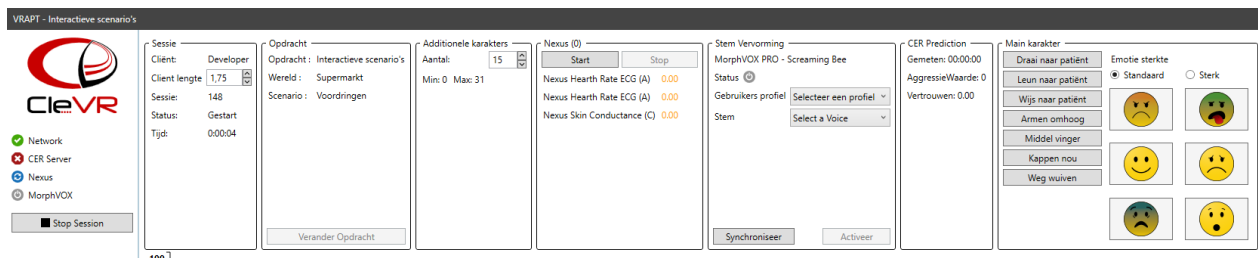 VRAPT - Interactieve scenario's
CleVR
Network
CER Server
Nexus
MorphVOX
Stop Session
Sessie
Cliënt: Developer
Client lengte 1,75
Sessie: 148
Status: Gestart
Tijd: 0:00:04
Opdracht
Opdracht : Interactieve scenario's
Wereld : Supermarkt
Scenario : Voordringen
Verander Opdracht
Additionele karakters
Aantal: 15
Min: 0 Max: 31
Nexus (0)
Start Stop
Nexus Hearth Rate ECG (A) 0.00
Nexus Hearth Rate ECG (A) 0.00
Nexus Skin Conductance (C) 0.00
Stem Vervorming
MorphVOX PRO - Screaming Bee
Status
Gebruikers profiel Selecteer een profiel
Stem Select a Voice
Synchroniseer Activeer
CER Prediction
Gemeten: 00:00:00
AggressieWaarde: 0
Vertrouwen: 0.00
Main karakter
Draai naar patiënt
Leun naar patiënt
Wijs naar patiënt
Armen omhoog
Middel vinger
Kappen nou
Weg wuiven
Emotie sterkte
Standaard Sterk
100